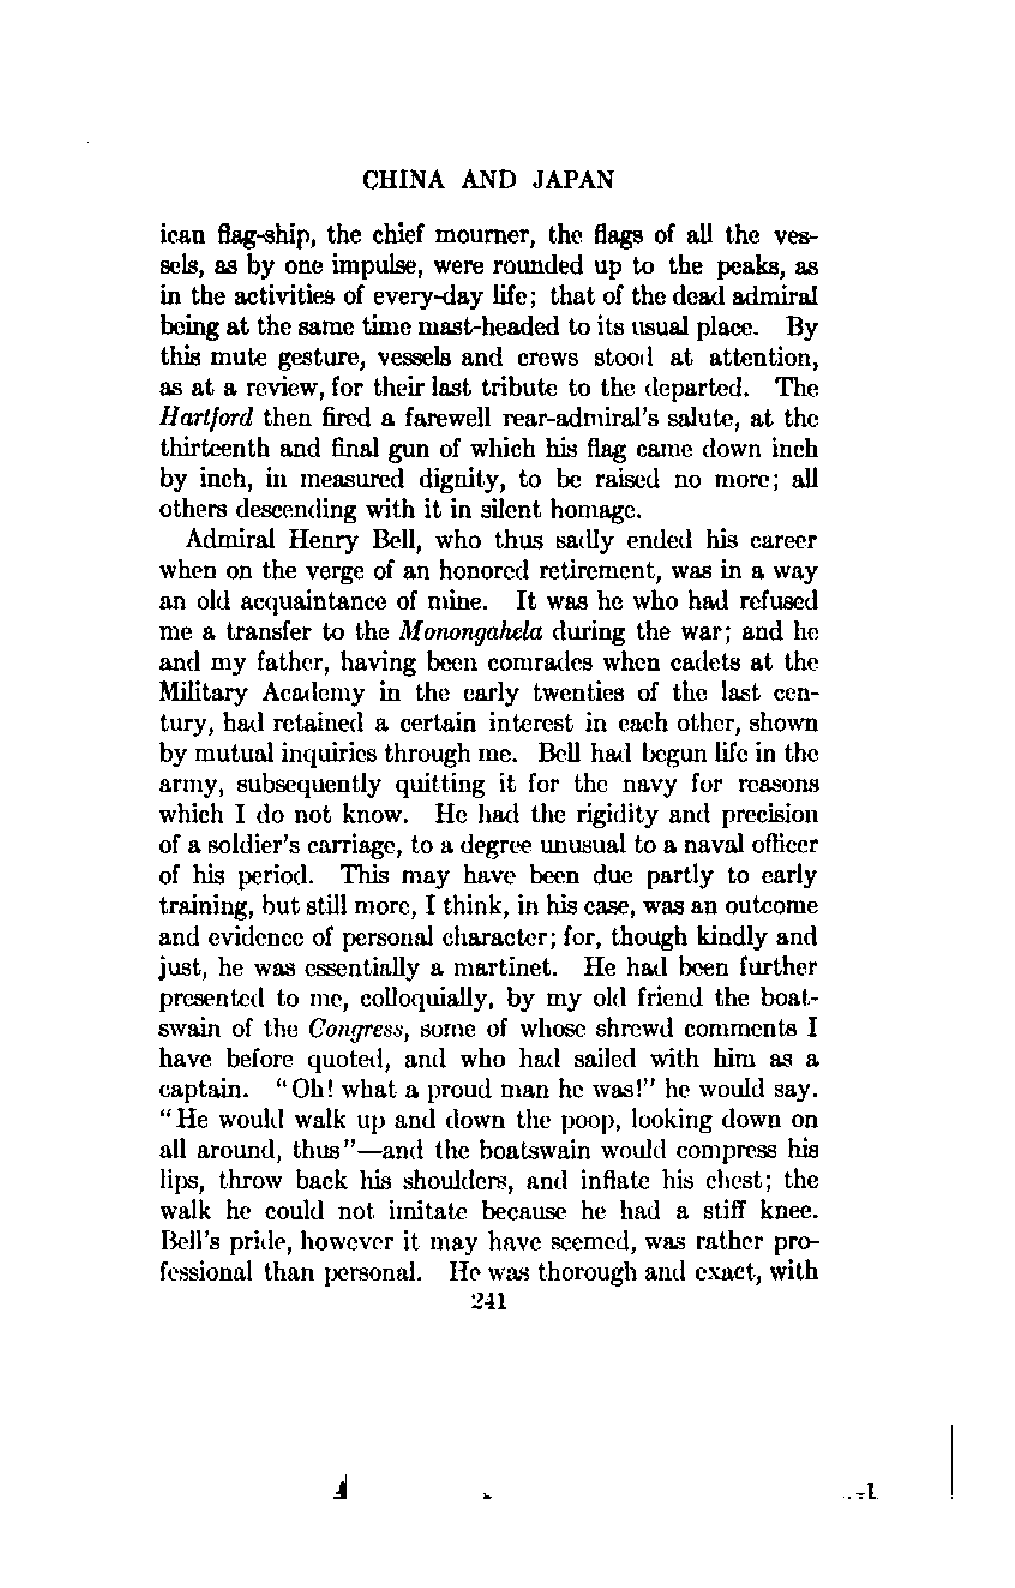 CHINA AND JAPAN
ican flag-ship, the chief mourner, the flags of all the ves-
sels, as by one impulse, were rounded up to the peaks, as
in the activities of every-day life; that of the dead admiral
being at the same time mast-headed to its usual place. By
this mute gesture, vessels and crews stood at attention,
as at a review, for their last tribute to the departed. The
Hartford then fired a farewell rear-admiral's salute, at the
thirteenth and final gun of which his flag came down inch
by inch, in measured dignity, to be raised no more; all
others descending with it in silent homage.
Admiral Henry Bell, who thus sadly ended his career
when on the verge of an honored retirement, was in a way
an old acquaintance of mine. It was he who had refused
me a transfer to the Monongahela during the war; and he
and my father, having been comrades when cadets at the
Military Academy in the early twenties of the last cen-
tury, had retained a certain interest in each other, shown
by mutual inquiries through me. Bell had begun life in the
army, subsequently quitting it for the navy for reasons
which I do not know. He had the rigidity and precision
of a soldier's carriage, to a degree unusual to a naval officer
of his period. This may have been due partly to early
training, but still more, I think, in his case, was an outcome
and evidence of personal character; for, though kindly and
just, he was essentially a martinet. He had been further
presented to me, colloquially, by my old friend the boat-
swain of the Congress, some of whose shrewd comments I
have before quoted, and who had sailed with him as a
captain. "Oh! what a proud man he was!" he would say.
"He would walk up and down the poop, looking down on
all around, thus"—and the boatswain would compress his
lips, throw back his shoulders, and inflate his chest; the
walk he could not imitate because he had a stiff knee.
Bell's pride, however it may have seemed, was rather pro-
fessional than personal. He was thorough and exact, with
241